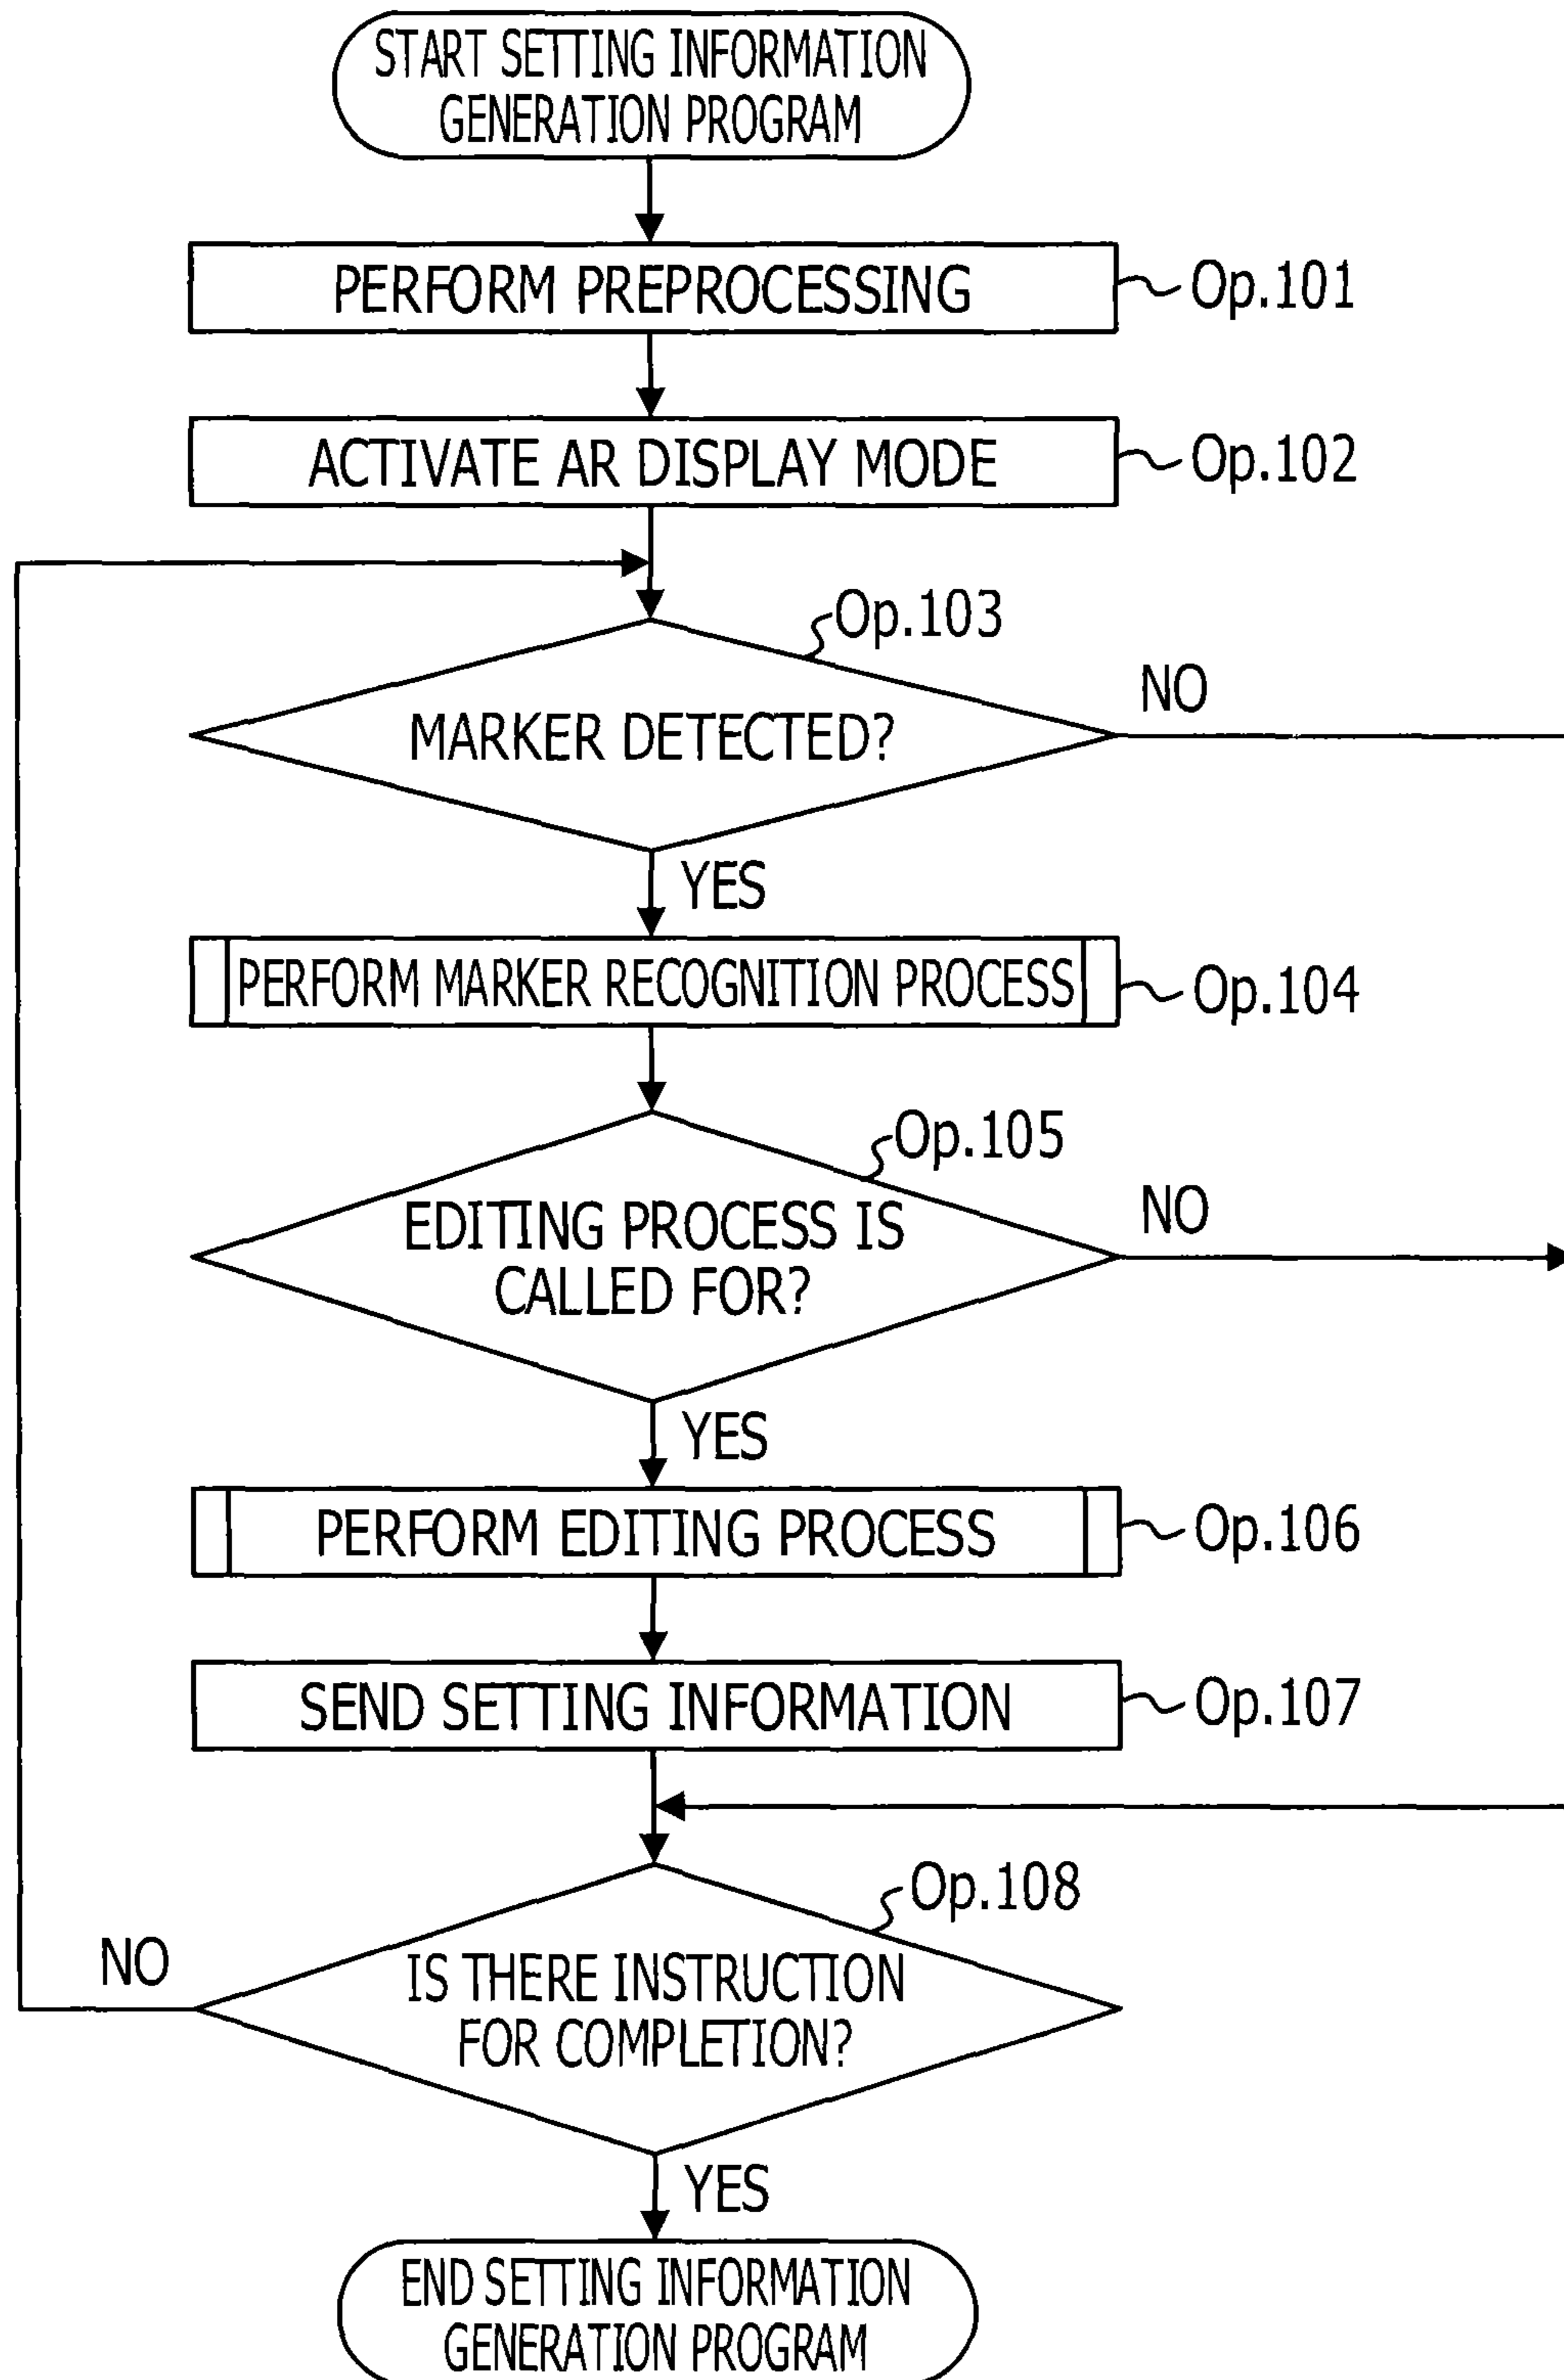 START SETTING INFORMATION
GENERATION PROGRAM
PERFORM PREPROCESSING
Op.101
ACTIVATE AR DISPLAY MODE
Op.102
Op.103
NO
MARKER DETECTED?
YES
PERFORM MARKER RECOGNITION PROCESS
Op.104
Op.105
NO
EDITING PROCESS IS
CALLED FOR?
YES
PERFORM EDITING PROCESS
Op.106
SEND SETTING INFORMATION
Op.107
Op.108
NO
IS THERE INSTRUCTION
FOR COMPLETION?
YES
END SETTING INFORMATION
GENERATION PROGRAM